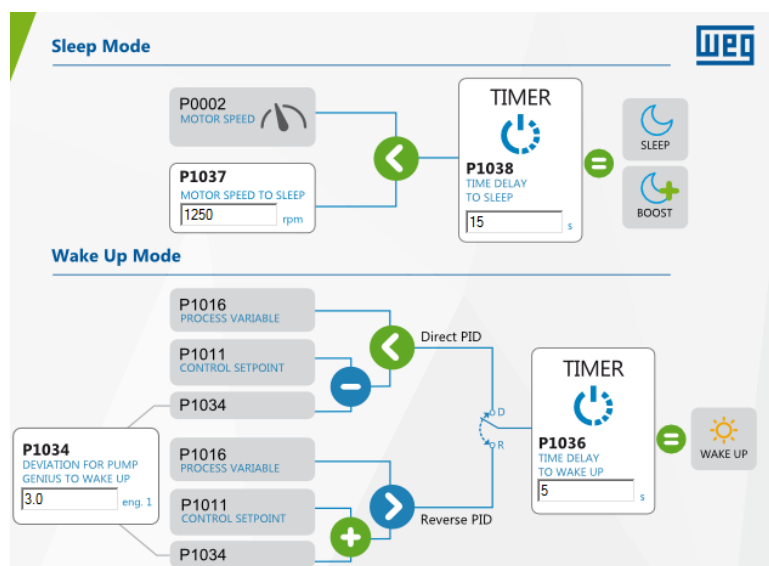 Sleep Mode
WEG
P0002
MOTOR SPEED
P1037
MOTOR SPEED TO SLEEP
1250 rpm
TIMER
P1038
TIME DELAY
TO SLEEP
15 s
SLEEP
BOOST
Wake Up Mode
P1016
PROCESS VARIABLE
P1011
CONTROL SETPOINT
P1034
Direct PID
P1034
DEVIATION FOR PUMP
GENIUS TO WAKE UP
3.0 eng. 1
P1016
PROCESS VARIABLE
P1011
CONTROL SETPOINT
P1034
Reverse PID
D
R
TIMER
P1036
TIME DELAY
TO WAKE UP
5 s
WAKE UP